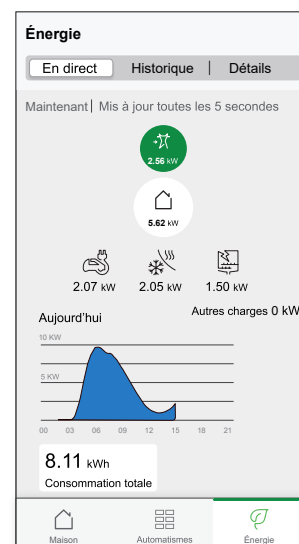 Énergie
En direct Historique | Détails
Maintenant | Mis à jour toutes les 5 secondes
2.56 kW
5.62 kW
2.07 kW 2.05 kW 1.50 kW
Autres charges 0 kW
Aujourd'hui
10 KW
5 KW
00 03 06 09 12 15 18 21
8.11 kWh
Consommation totale
Maison Automatismes Énergie